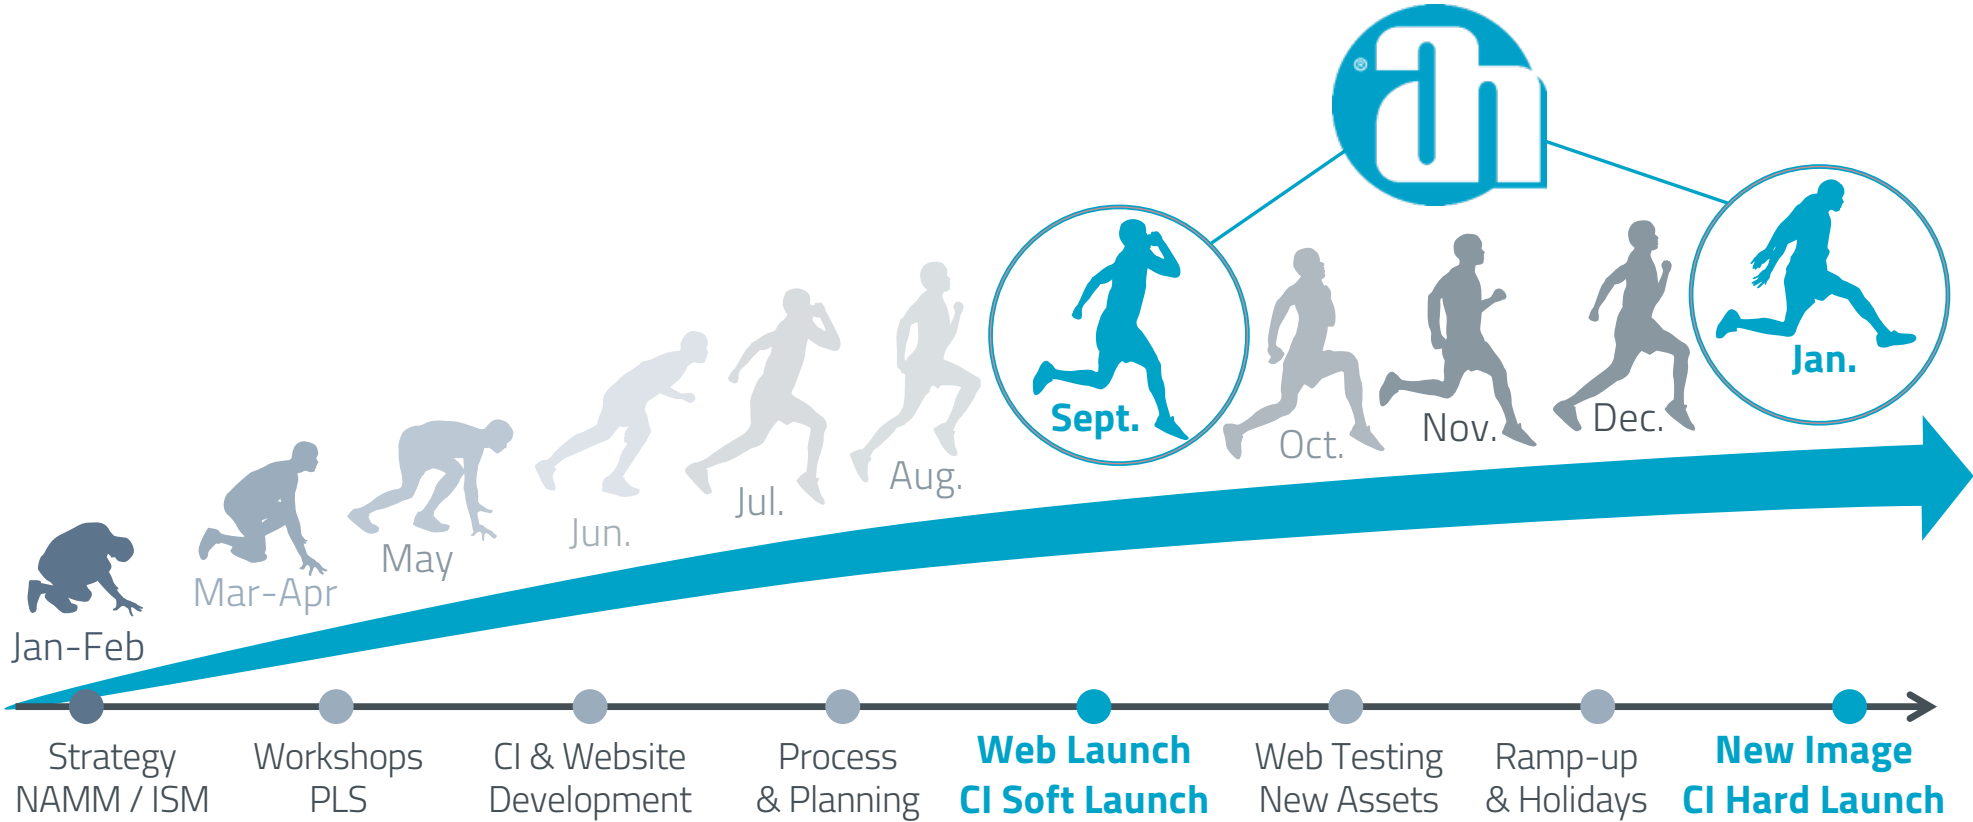 ah
®
Sept.
Jan.
Oct.
Nov.
Dec.
Aug.
Jul.
Jun.
May
Mar-Apr
Jan-Feb
Strategy
NAMM / ISM
Workshops
PLS
CI & Website
Development
Process
& Planning
Web Launch
CI Soft Launch
Web Testing
New Assets
Ramp-up
& Holidays
New Image
CI Hard Launch